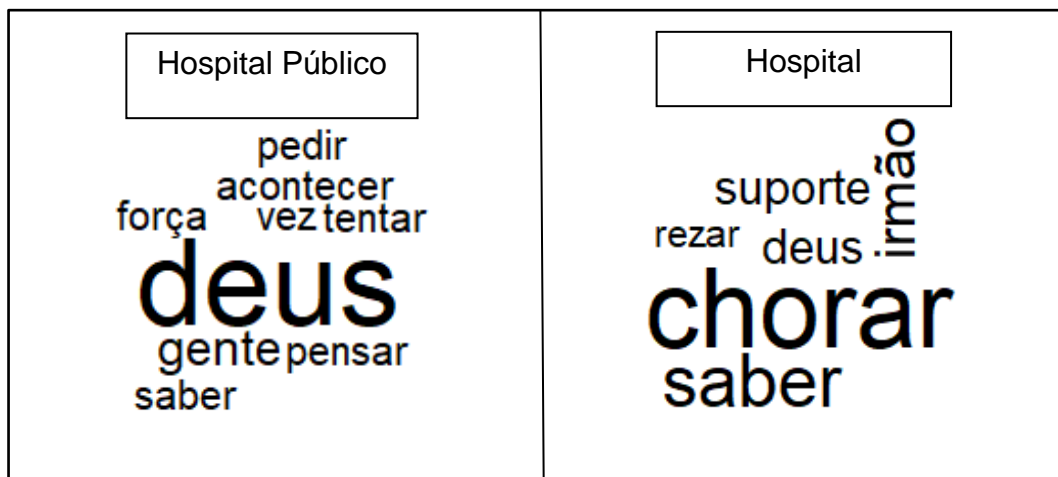 Hospital Público
pedir
acontecer
força vez tentar
deus
gente pensar
saber
Hospital
irmão
suporte
rezar deus
chorar
saber